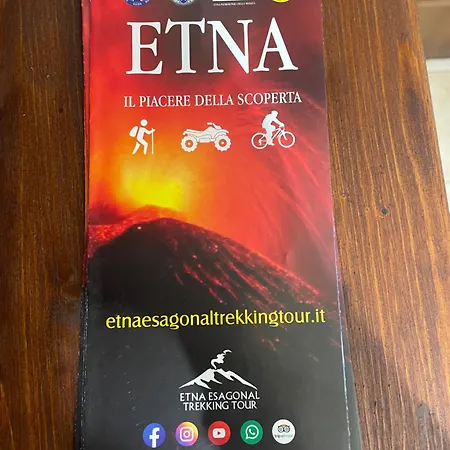 ETNA
IL PIACERE DELLA SCOPERTA
etnaesagonaltrekkingtour.it
ETNA ESAGONAL
TREKKING TOUR